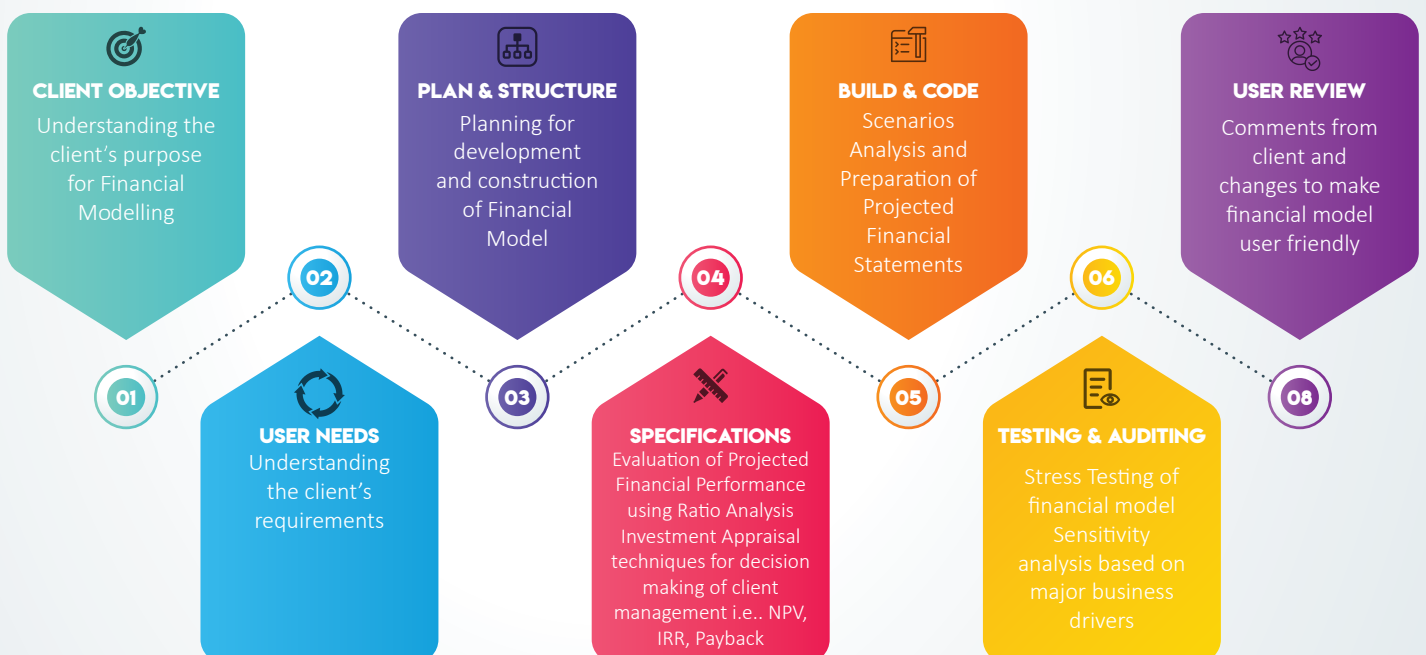 CLIENT OBJECTIVE
Understanding the
client’s purpose
for Financial
Modelling
01
02
USER NEEDS
Understanding
the client’s
requirements
PLAN & STRUCTURE
Planning for
development
and construction
of Financial
Model
03
04
SPECIFICATIONS
Evaluation of Projected
Financial Performance
using Ratio Analysis
Investment Appraisal
techniques for decision
making of client
management i.e.. NPV,
IRR, Payback
BUILD & CODE
Scenarios
Analysis and
Preparation of
Projected
Financial
Statements
05
06
TESTING & AUDITING
Stress Testing of
financial model
Sensitivity
analysis based on
major business
drivers
USER REVIEW
Comments from
client and
changes to make
financial model
user friendly
08